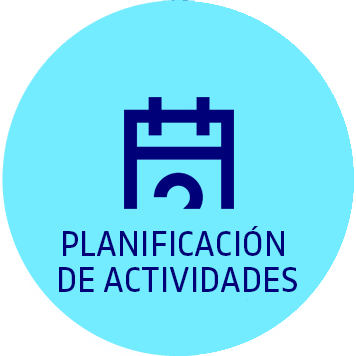 PLANIFICACIÓN
DE ACTIVIDADES